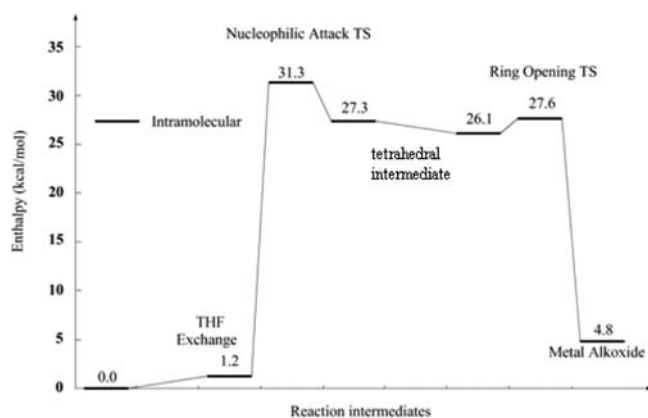 Nucleophilic Attack TS
31.3
Ring Opening TS
27.3
26.1
27.6
Intramolecular
tetrahedral
intermediate
Enthalpy (kcal/mol)
35
30
25
20
15
10
5
0
THF
Exchange
1.2
0.0
4.8
Metal Alkoxide
Reaction intermediates